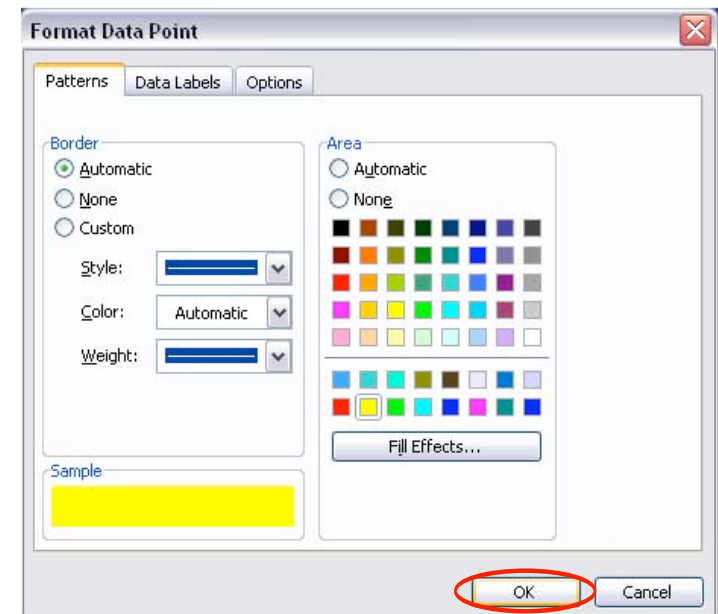 Format Data Point
Patterns Data Labels Options
Border
Automatic
None
Custom
Style:
Color: Automatic
Weight:
Sample
Area
Automatic
None
Fill Effects...
OK Cancel